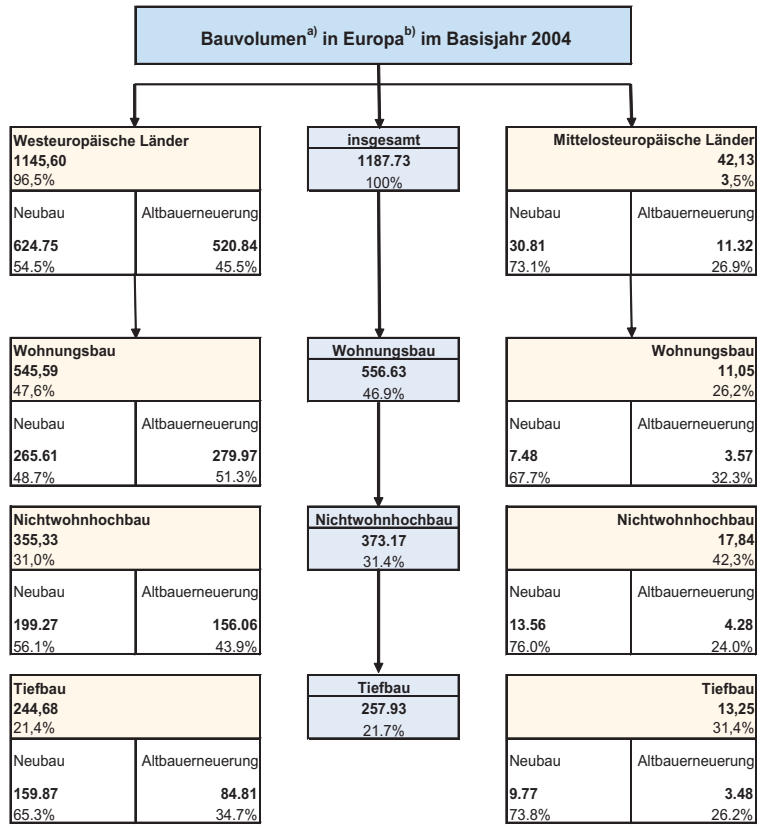 Bauvolumen a) in Europa b) im Basisjahr 2004
Westeuropäische Länder
1145,60
96,5%
Neubau Altbauerneuerung
624.75 520.84
54.5% 45.5%
insgesamt
1187.73
100%
Mittelosteuropäische Länder
42,13
3,5%
Neubau Altbauerneuerung
30.81 11.32
73.1% 26.9%
Wohnungsbau
545,59
47,6%
Neubau Altbauerneuerung
265.61 279.97
48.7% 51.3%
Wohnungsbau
556.63
46.9%
Wohnungsbau
11,05
26,2%
Neubau Altbauerneuerung
7.48 3.57
67.7% 32.3%
Nichtwohnhochbau
355,33
31,0%
Neubau Altbauerneuerung
199.27 156.06
56.1% 43.9%
Nichtwohnhochbau
373.17
31.4%
Nichtwohnhochbau
17,84
42,3%
Neubau Altbauerneuerung
13.56 4.28
76.0% 24.0%
Tiefbau
244,68
21,4%
Neubau Altbauerneuerung
159.87 84.81
65.3% 34.7%
Tiefbau
257.93
21.7%
Tiefbau
13,25
31,4%
Neubau Altbauerneuerung
9.77 3.48
73.8% 26.2%